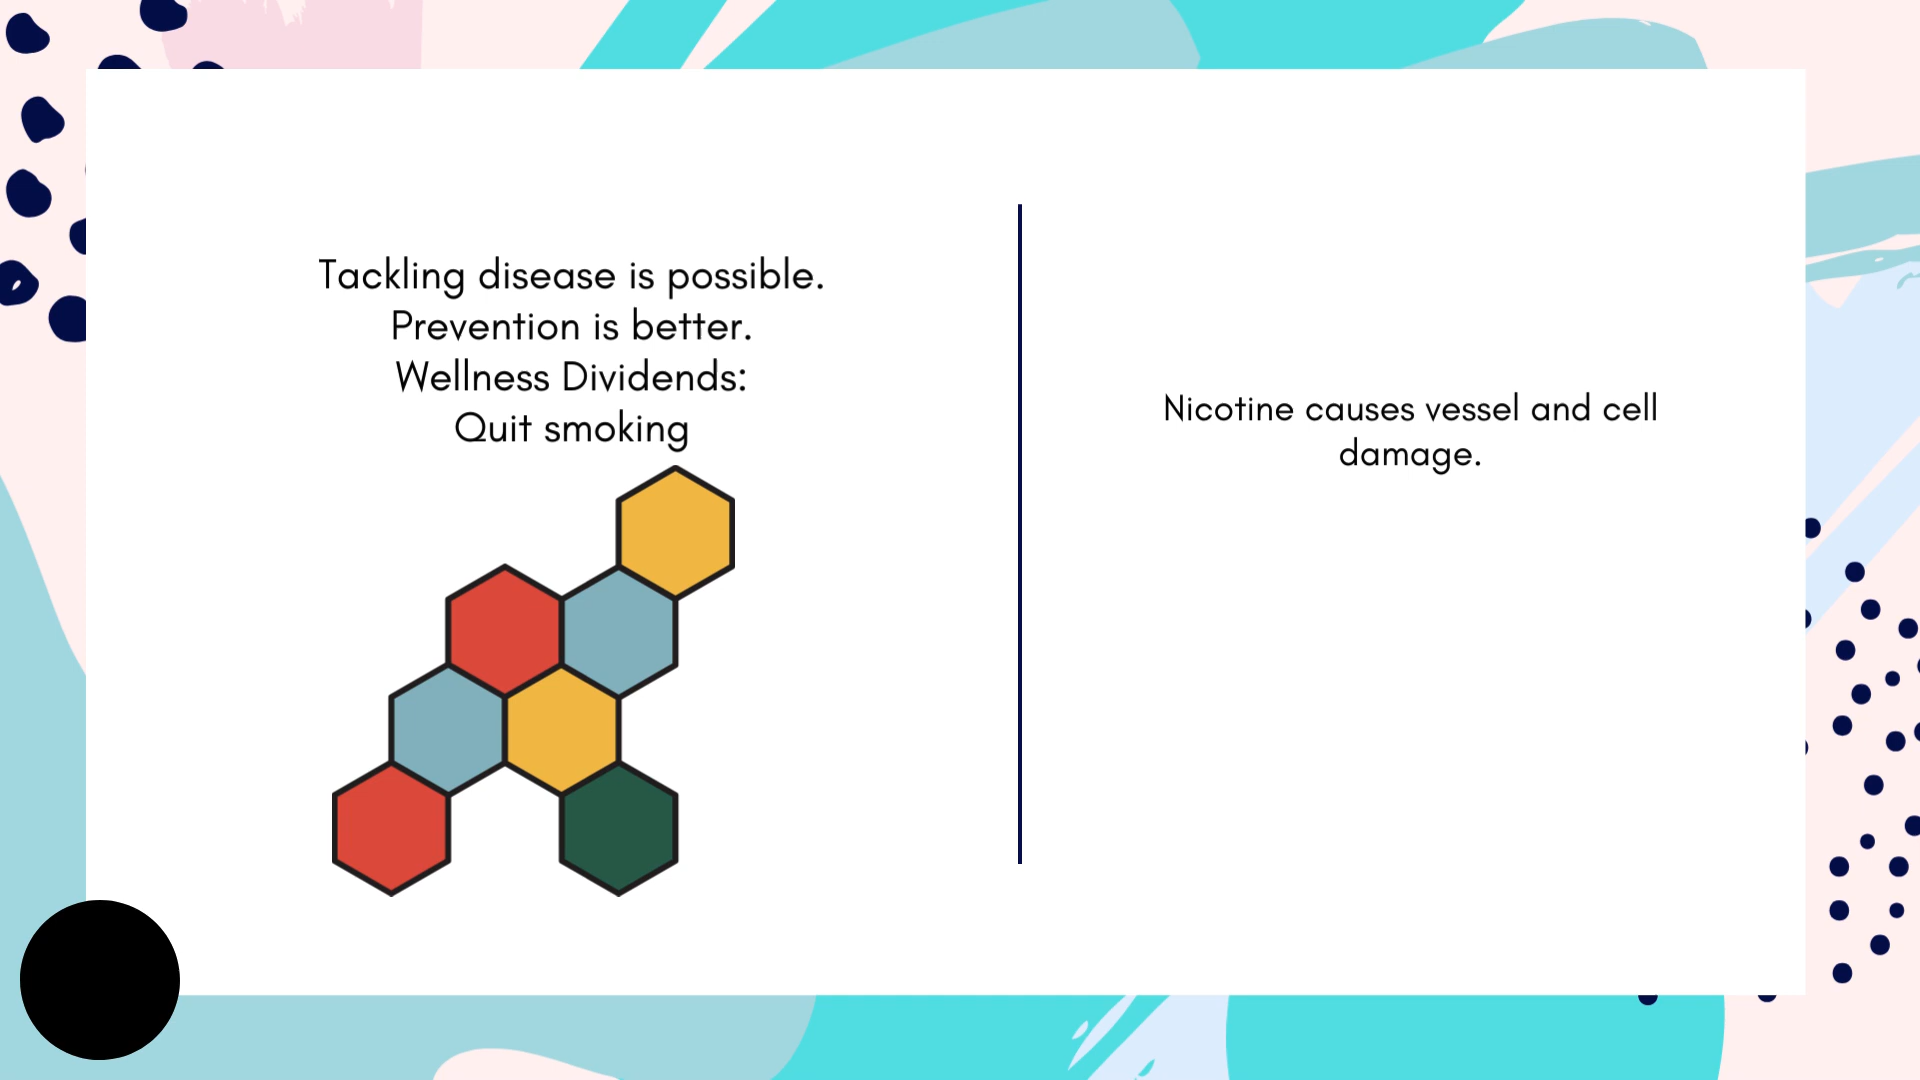 Tackling disease is possible.
Prevention is better.
Wellness Dividends:
Quit smoking
Nicotine causes vessel and cell
damage.